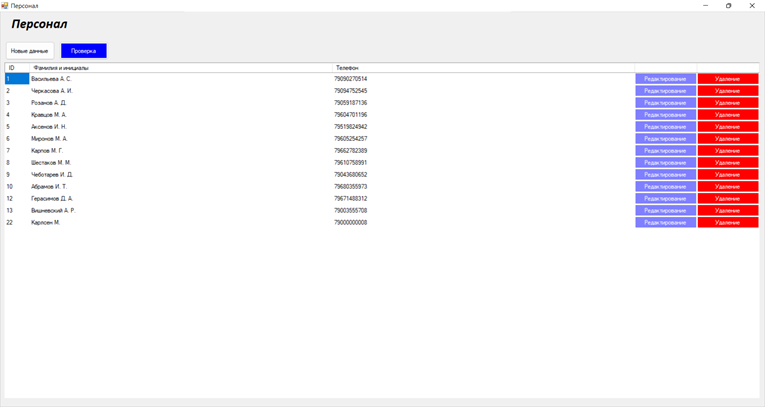 Персонал
Персонал
Новые данные Проверка
ID Фамилия и инициалы Телефон
1 Васильева А. С. 79090270514 Редактирование Удаление
2 Черкасова А. И. 79094752545 Редактирование Удаление
3 Розанов А. Д. 79059187136 Редактирование Удаление
4 Кравцов М. А. 79604701196 Редактирование Удаление
5 Аксенов И. Н. 79519824942 Редактирование Удаление
6 Миронов М. А. 79605254257 Редактирование Удаление
7 Карпов М. Г. 79662782389 Редактирование Удаление
8 Шестаков М. М. 79610758991 Редактирование Удаление
9 Чеботарев И. Д. 79043680652 Редактирование Удаление
10 Абрамов И. Т. 79680355973 Редактирование Удаление
12 Герасимов Д. А. 79671488312 Редактирование Удаление
13 Вишневский А. Р. 79003555708 Редактирование Удаление
22 Карлсен М. 79000000008 Редактирование Удаление